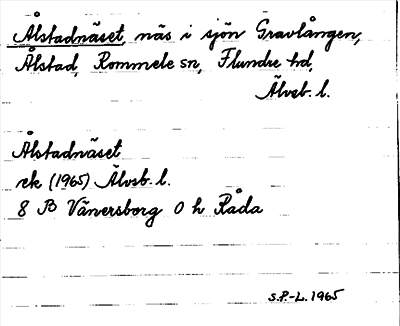 Ålstadnäset, näs i sjön Gravlången,
Ålstad, Rommele sn, Flundre hd,
Älvsb. l.
Ålstadnäset
ek (1965) Älvsb. l.
8 B Vänersborg 0 h Råda
S.P.-L. 1965